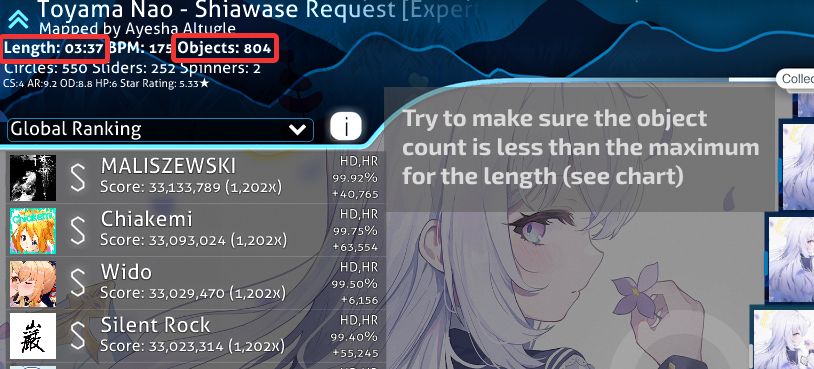 Toyama Nao - Shiawase Request [Exper
Mapped by Ayesha Altugle
Length: 03:37 BPM: 175 Objects: 804
Circles: 550 Sliders: 252 Spinners: 2
CS:4 AR:9.2 OD:8.8 HP:6 Star Rating: 5.33★
Collec
Global Ranking
i
Try to make sure the object
count is less than the maximum
for the length (see chart)
S MALISZEWSKI HD,HR
Score: 33,133,789 (1,202x) 99.92%
+40,765
Chiakemi
S Chiakemi HD,HR
Score: 33,093,024 (1,202x) 99.75%
+63,554
S Wido HD,HR
Score: 33,029,470 (1,202x) 99.50%
+6,156
巖 S Silent Rock HD,HR
Score: 33,023,314 (1,202x) 99.40%
+55,245